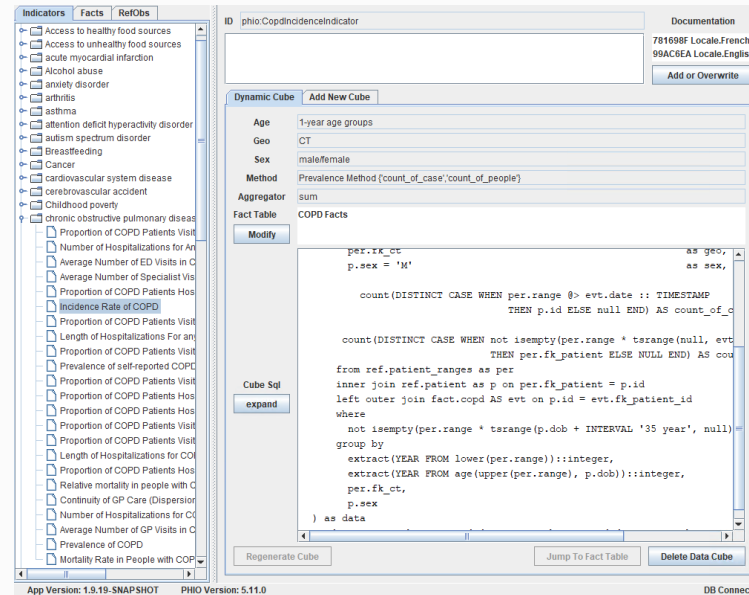 Indicators Facts RefObs
Access to healthy food sources
Access to unhealthy food sources
acute myocardial infarction
Alcohol abuse
anxiety disorder
arthritis
asthma
attention deficit hyperactivity disorder
autism spectrum disorder
Breastfeeding
Cancer
cardiovascular system disease
cerebrovascular accident
Childhood poverty
chronic obstructive pulmonary diseas
Proportion of COPD Patients Visit
Number of Hospitalizations for An
Average Number of ED Visits in C
Average Number of Specialist Vis
Proportion of COPD Patients Hos
Incidence Rate of COPD
Proportion of COPD Patients Visit
Length of Hospitalizations For any
Proportion of COPD Patients Visit
Prevalence of self-reported COPD
Proportion of COPD Patients Visit
Proportion of COPD Patients Hos
Proportion of COPD Patients Hos
Proportion of COPD Patients Visit
Proportion of COPD Patients Visit
Length of Hospitalizations for COI
Proportion of COPD Patients Hos
Relative mortality in people with C
Continuity of GP Care (Dispersior
Number of Hospitalizations for CO
Average Number of GP Visits in C
Prevalence of COPD
Mortality Rate in People with COP
ID phio:CopdIncidenceIndicator
Documentation
781698F Locale.French
99AC6EA Locale.Englis
Add or Overwrite
Dynamic Cube Add New Cube
Age 1-year age groups
Geo CT
Sex male/female
Method Prevalence Method {'count_of_case','count_of_people'}
Aggregator sum
Fact Table COPD Facts
Modify
Cube Sql
expand
per.fk_ct as geo,
p.sex = 'M' as sex,
count(DISTINCT CASE WHEN per.range @> evt.date :: TIMESTAMP
THEN p.id ELSE null END) AS count_of_c
count(DISTINCT CASE WHEN not isempty(per.range * tsrange(null, evt
THEN per.fk_patient ELSE NULL END) AS cou
from ref.patient_ranges as per
inner join ref.patient as p on per.fk_patient = p.id
left outer join fact.copd AS evt on p.id = evt.fk_patient_id
where
not isempty(per.range * tsrange(p.dob + INTERVAL '35 year', null)
group by
extract(YEAR FROM lower(per.range))::integer,
extract(YEAR FROM age(upper(per.range), p.dob))::integer,
per.fk_ct,
p.sex
) as data
Regenerate Cube Jump To Fact Table Delete Data Cube
App Version: 1.9.19-SNAPSHOT PHIO Version: 5.11.0 DB Connec